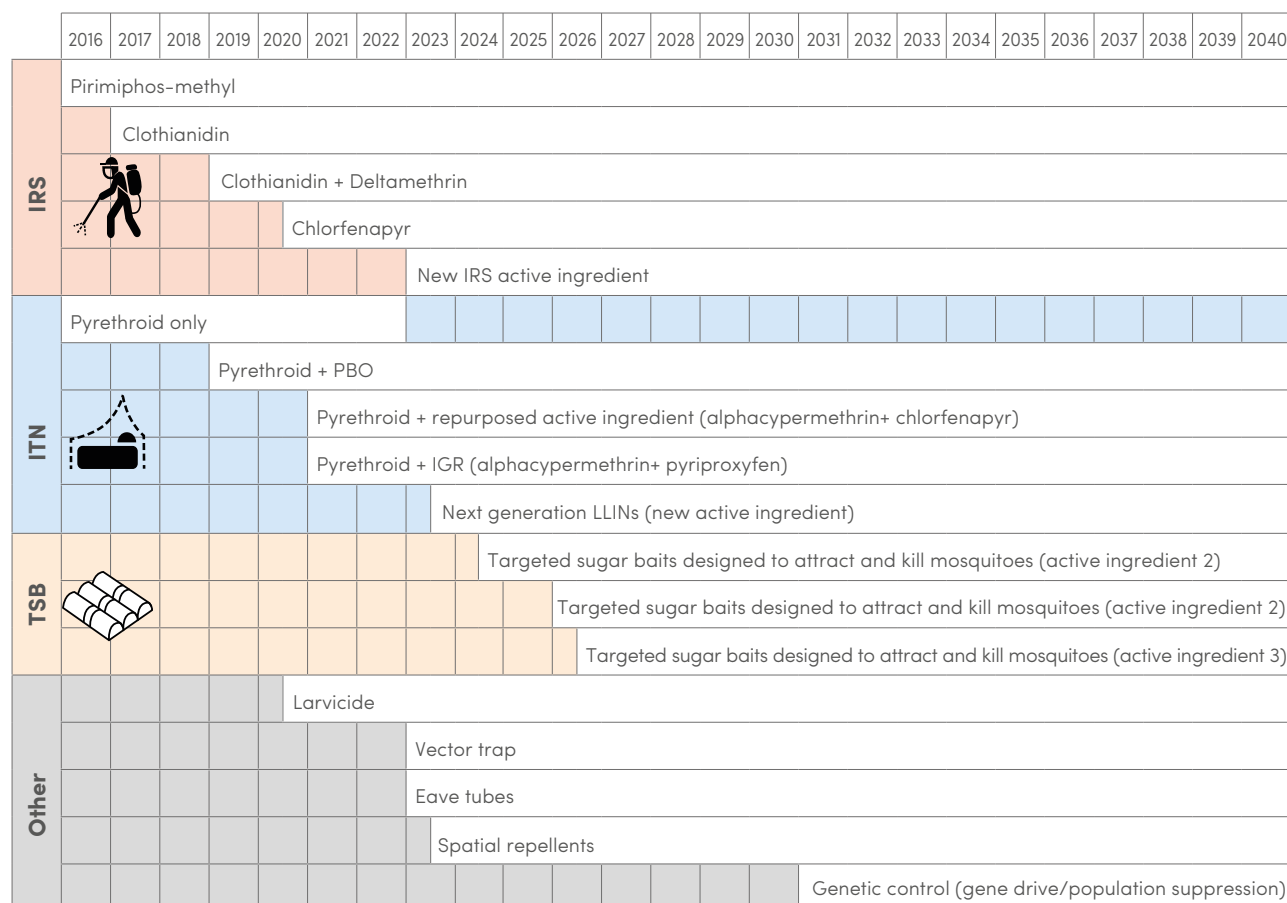 2016 2017 2018 2019 2020 2021 2022 2023 2024 2025 2026 2027 2028 2029 2030 2031 2032 2033 2034 2035 2036 2037 2038 2039 2040
IRS
Pirimiphos-methyl
Clothianidin
Clothianidin + Deltamethrin
Chlorfenapyr
New IRS active ingredient
ITN
Pyrethroid only
Pyrethroid + PBO
Pyrethroid + repurposed active ingredient (alphacypermethrin+ chlorfenapyr)
Pyrethroid + IGR (alphacypermethrin+ pyriproxyfen)
Next generation LLINs (new active ingredient)
TSB
Targeted sugar baits designed to attract and kill mosquitoes (active ingredient 2)
Targeted sugar baits designed to attract and kill mosquitoes (active ingredient 2)
Targeted sugar baits designed to attract and kill mosquitoes (active ingredient 3)
Other
Larvicide
Vector trap
Eave tubes
Spatial repellents
Genetic control (gene drive/population suppression)